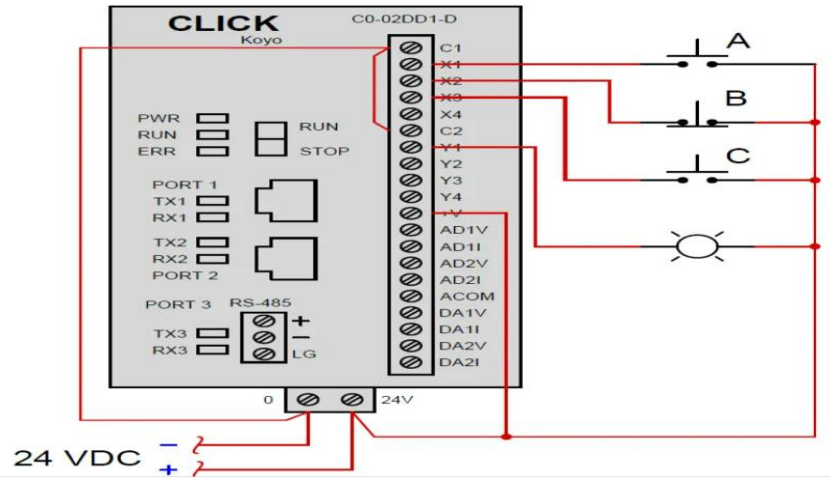 CLICK
Koyo
C0-02DD1-D
C1
X1
X2
X3
X4
C2
Y1
Y2
Y3
Y4
+V
AD1V
AD1I
AD2V
AD2I
ACOM
DA1V
DA1I
DA2V
DA2I
PWR
RUN
ERR
RUN
STOP
PORT 1
TX1
RX1
TX2
RX2
PORT 2
PORT 3 RS-485
TX3
RX3
+
−
LG
0 24V
A
B
C
24 VDC − +